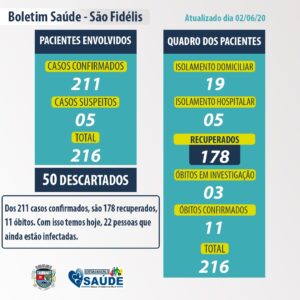 Boletim Saúde - São Fidélis
Atualizado dia 02/06/20
PACIENTES ENVOLVIDOS
CASOS CONFIRMADOS
211
CASOS SUSPEITOS
05
TOTAL
216
50 DESCARTADOS
Dos 211 casos confirmados, são 178 recuperados,
11 óbitos. Com isso temos hoje, 22 pessoas que
ainda estão infectadas.
SAÚDE
QUADRO DOS PACIENTES
ISOLAMENTO DOMICILIAR
19
ISOLAMENTO HOSPITALAR
05
RECUPERADOS
178
ÓBITOS EM INVESTIGAÇÃO
03
ÓBITOS CONFIRMADOS
11
TOTAL
216